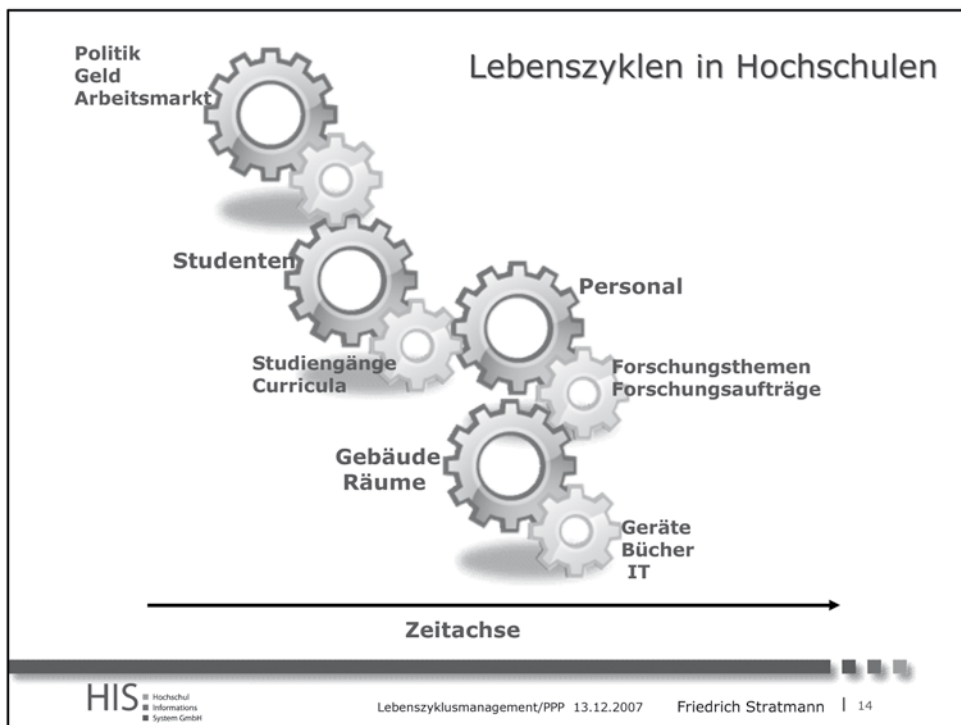 Lebenszyklen in Hochschulen
Politik
Geld
Arbeitsmarkt
Studenten
Personal
Studiengänge
Curricula
Forschungsthemen
Forschungsaufträge
Gebäude
Räume
Geräte
Bücher
IT
Zeitachse
HIS
Hochschul
Informations
System GmbH
Lebenszyklusmanagement/PPP 13.12.2007 Friedrich Stratmann | 14